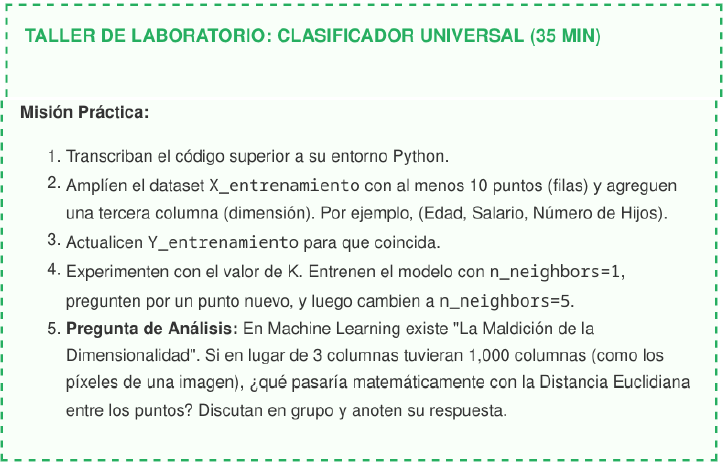 TALLER DE LABORATORIO: CLASIFICADOR UNIVERSAL (35 MIN)
Misión Práctica:
1. Transcriban el código superior a su entorno Python.
2. Amplíen el dataset X_entrenamiento con al menos 10 puntos (filas) y agreguen
una tercera columna (dimensión). Por ejemplo, (Edad, Salario, Número de Hijos).
3. Actualicen Y_entrenamiento para que coincida.
4. Experimenten con el valor de K. Entrenen el modelo con n_neighbors=1,
pregunten por un punto nuevo, y luego cambien a n_neighbors=5.
5. Pregunta de Análisis: En Machine Learning existe "La Maldición de la
Dimensionalidad". Si en lugar de 3 columnas tuvieran 1,000 columnas (como los
píxeles de una imagen), ¿qué pasaría matemáticamente con la Distancia Euclidiana
entre los puntos? Discutan en grupo y anoten su respuesta.